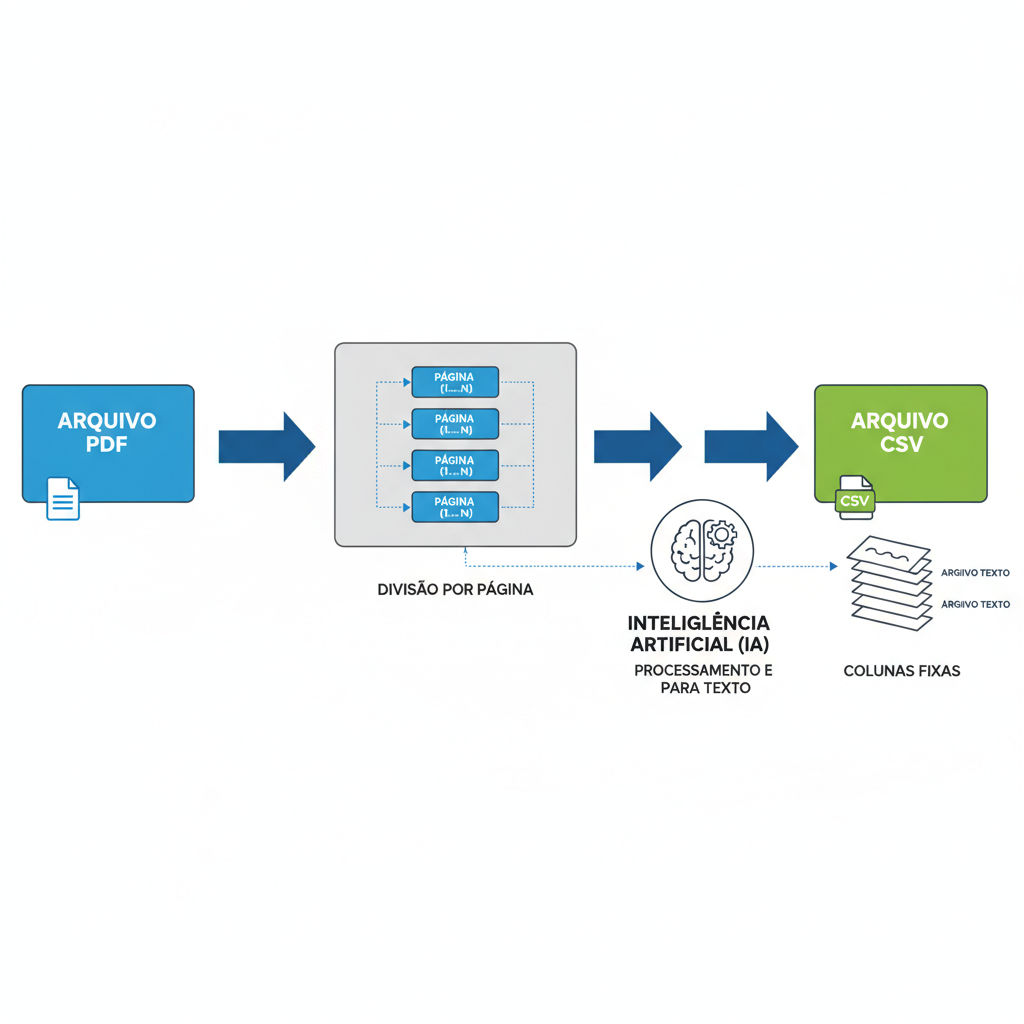 ARQUIVO
PDF
PÁGINA
(1.... N)
PÁGINA
(1.... N)
PÁGINA
(1.... N)
PÁGINA
(1.... N)
DIVISÃO POR PÁGINA
INTELIGLÊNCIA
ARTIFICIAL (IA)
PROCESSAMENTO E
PARA TEXTO
ARQUIVO
CSV
CSV
ARGIIVO TEXTO
ARGIIVO TEXTO
COLUNAS FIXAS